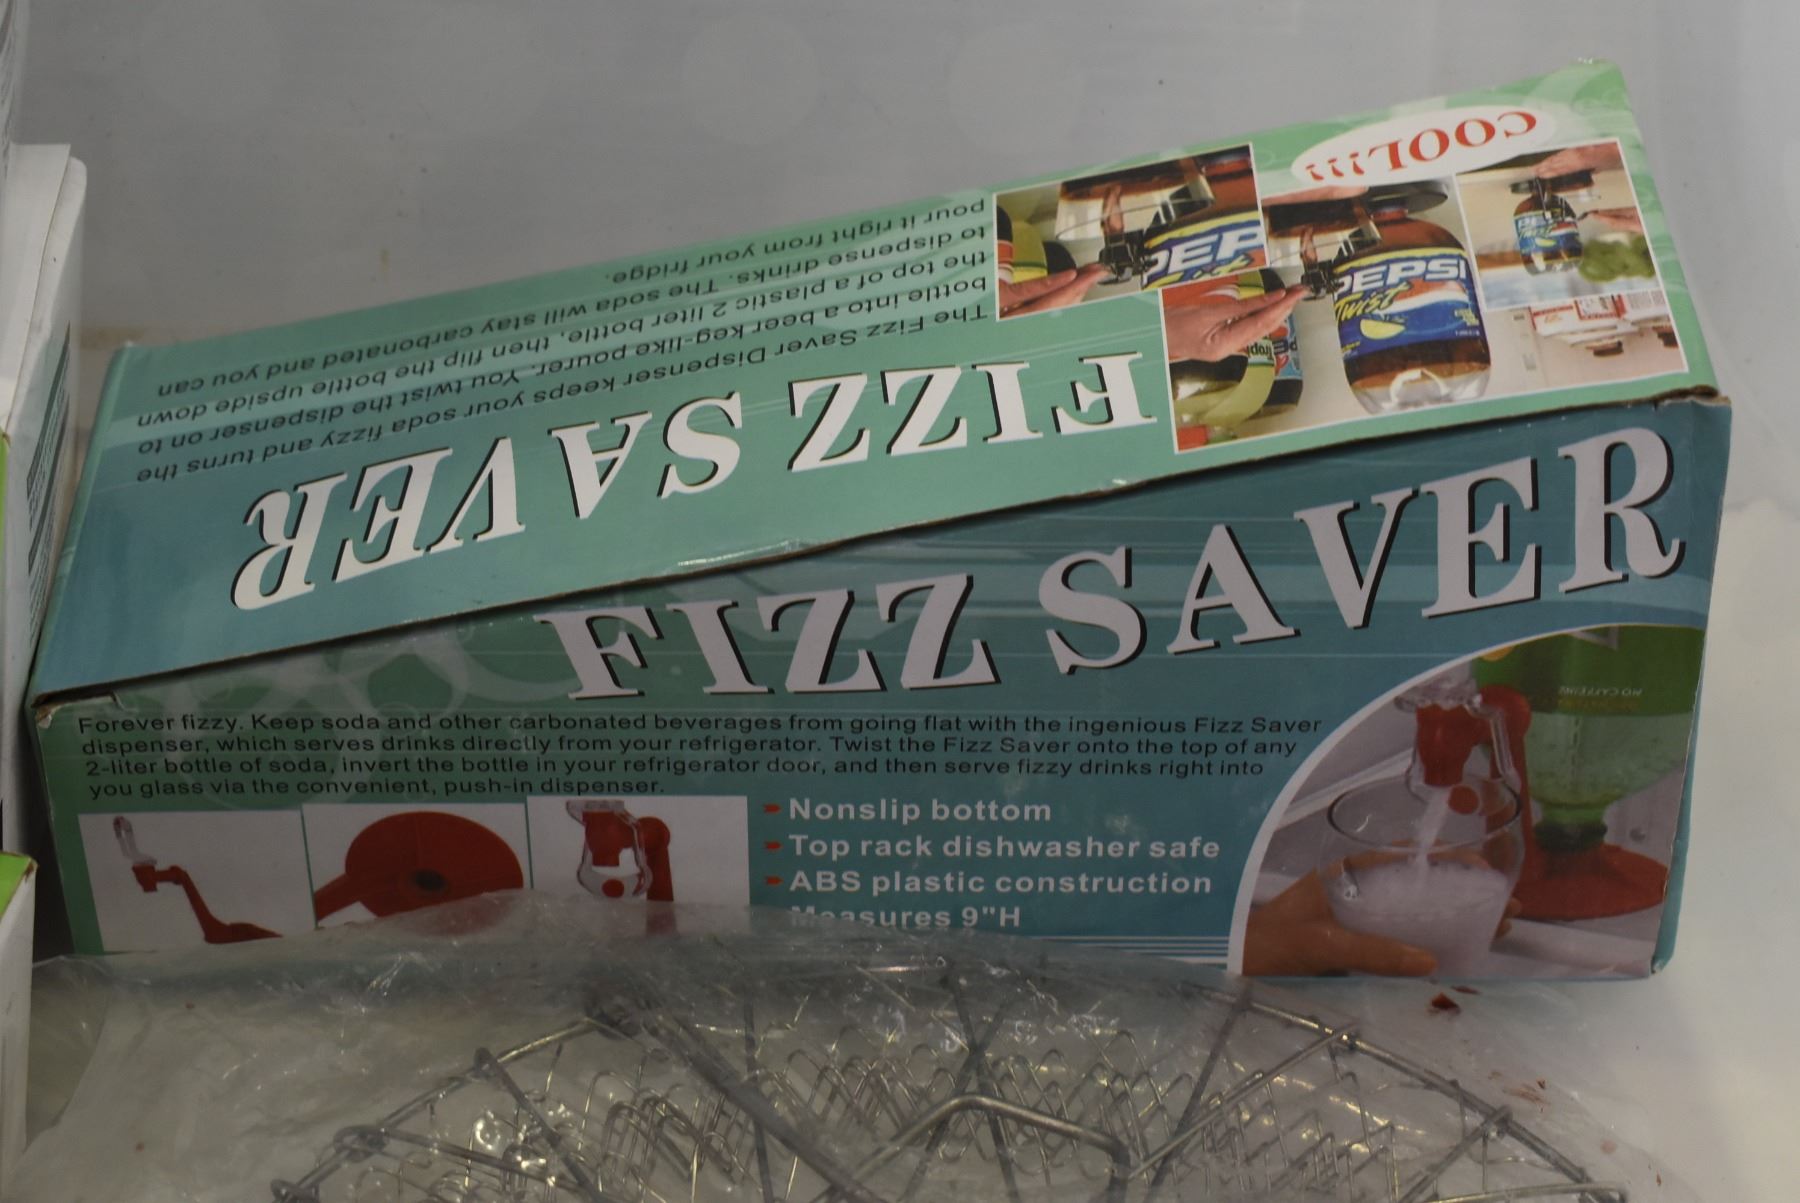 COOL!!!
PEPSI
Twist
PEPSI
Twist
FIZZ SAVER
The Fizz Saver Dispenser keeps your soda fizzy and turns the
bottle into a beer keg-like pourer. You twist the dispenser on to
the top of a plastic 2 liter bottle, then flip the bottle upside down
to dispense drinks. The soda will stay carbonated and you can
pour it right from your fridge.
FIZZ SAVER
Forever fizzy. Keep soda and other carbonated beverages from going flat with the ingenious Fizz Saver
dispenser, which serves drinks directly from your refrigerator. Twist the Fizz Saver onto the top of any
2-liter bottle of soda, invert the bottle in your refrigerator door, and then serve fizzy drinks right into
you glass via the convenient, push-in dispenser.
Nonslip bottom
Top rack dishwasher safe
ABS plastic construction
Measures 9"H
NO CAFFEINE